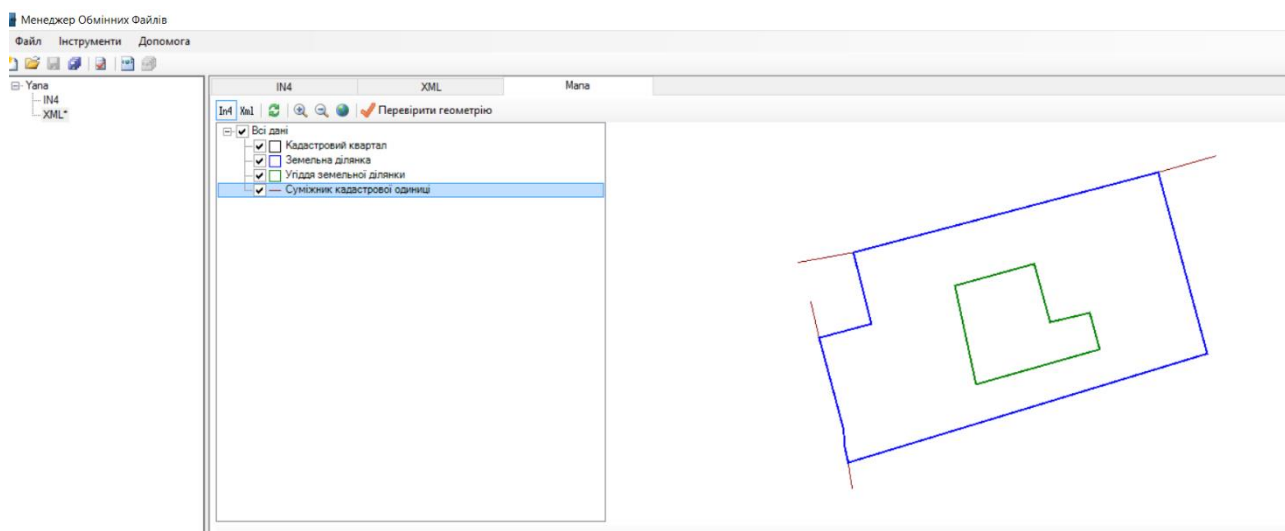 Менеджер Обмінних Файлів
Файл Інструменти Допомога
Yana
IN4
XML*
IN4 XML Мапа
In4 Xml Перевірити геометрію
Всі дані
Кадастровий квартал
Земельна ділянка
Угіддя земельної ділянки
Суміжник кадастрової одиниці